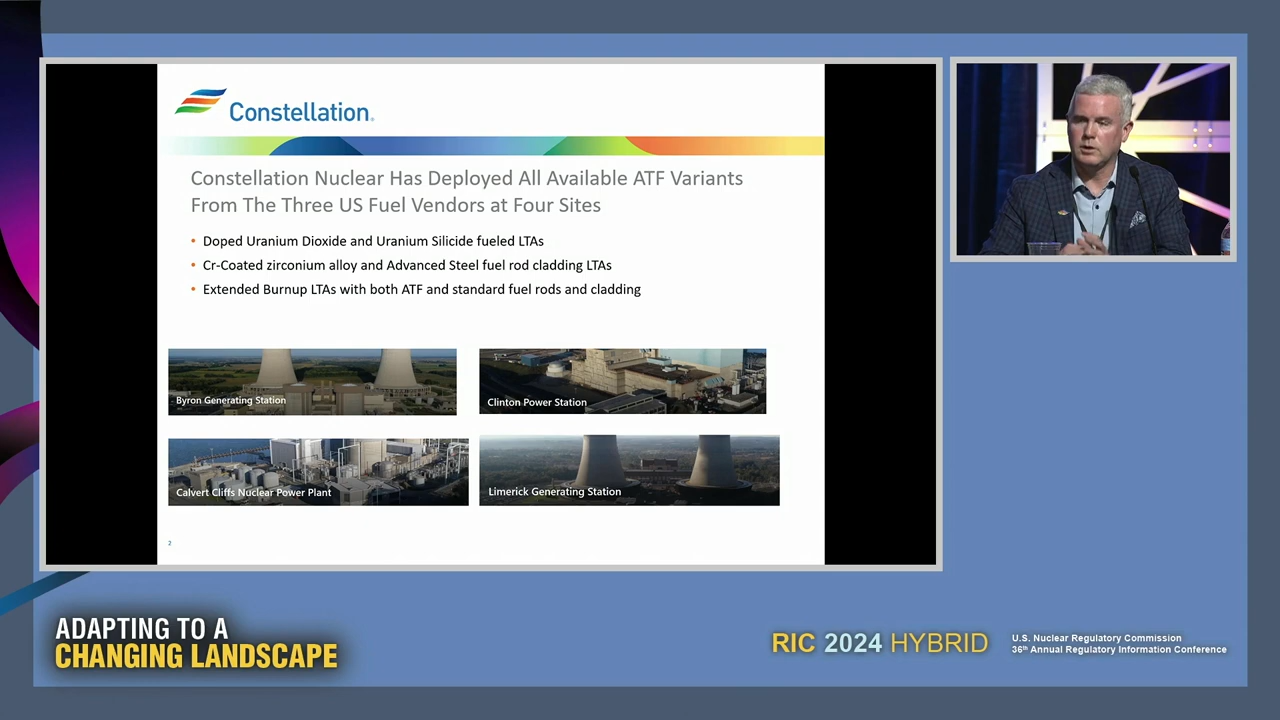 Constellation.
Constellation Nuclear Has Deployed All Available ATF Variants
From The Three US Fuel Vendors at Four Sites
• Doped Uranium Dioxide and Uranium Silicide fueled LTAs
• Cr-Coated zirconium alloy and Advanced Steel fuel rod cladding LTAs
• Extended Burnup LTAs with both ATF and standard fuel rods and cladding
Byron Generating Station
Clinton Power Station
Calvert Cliffs Nuclear Power Plant
Limerick Generating Station
2
ADAPTING TO A
CHANGING LANDSCAPE
RIC 2024 HYBRID
U.S. Nuclear Regulatory Commission
36th Annual Regulatory Information Conference